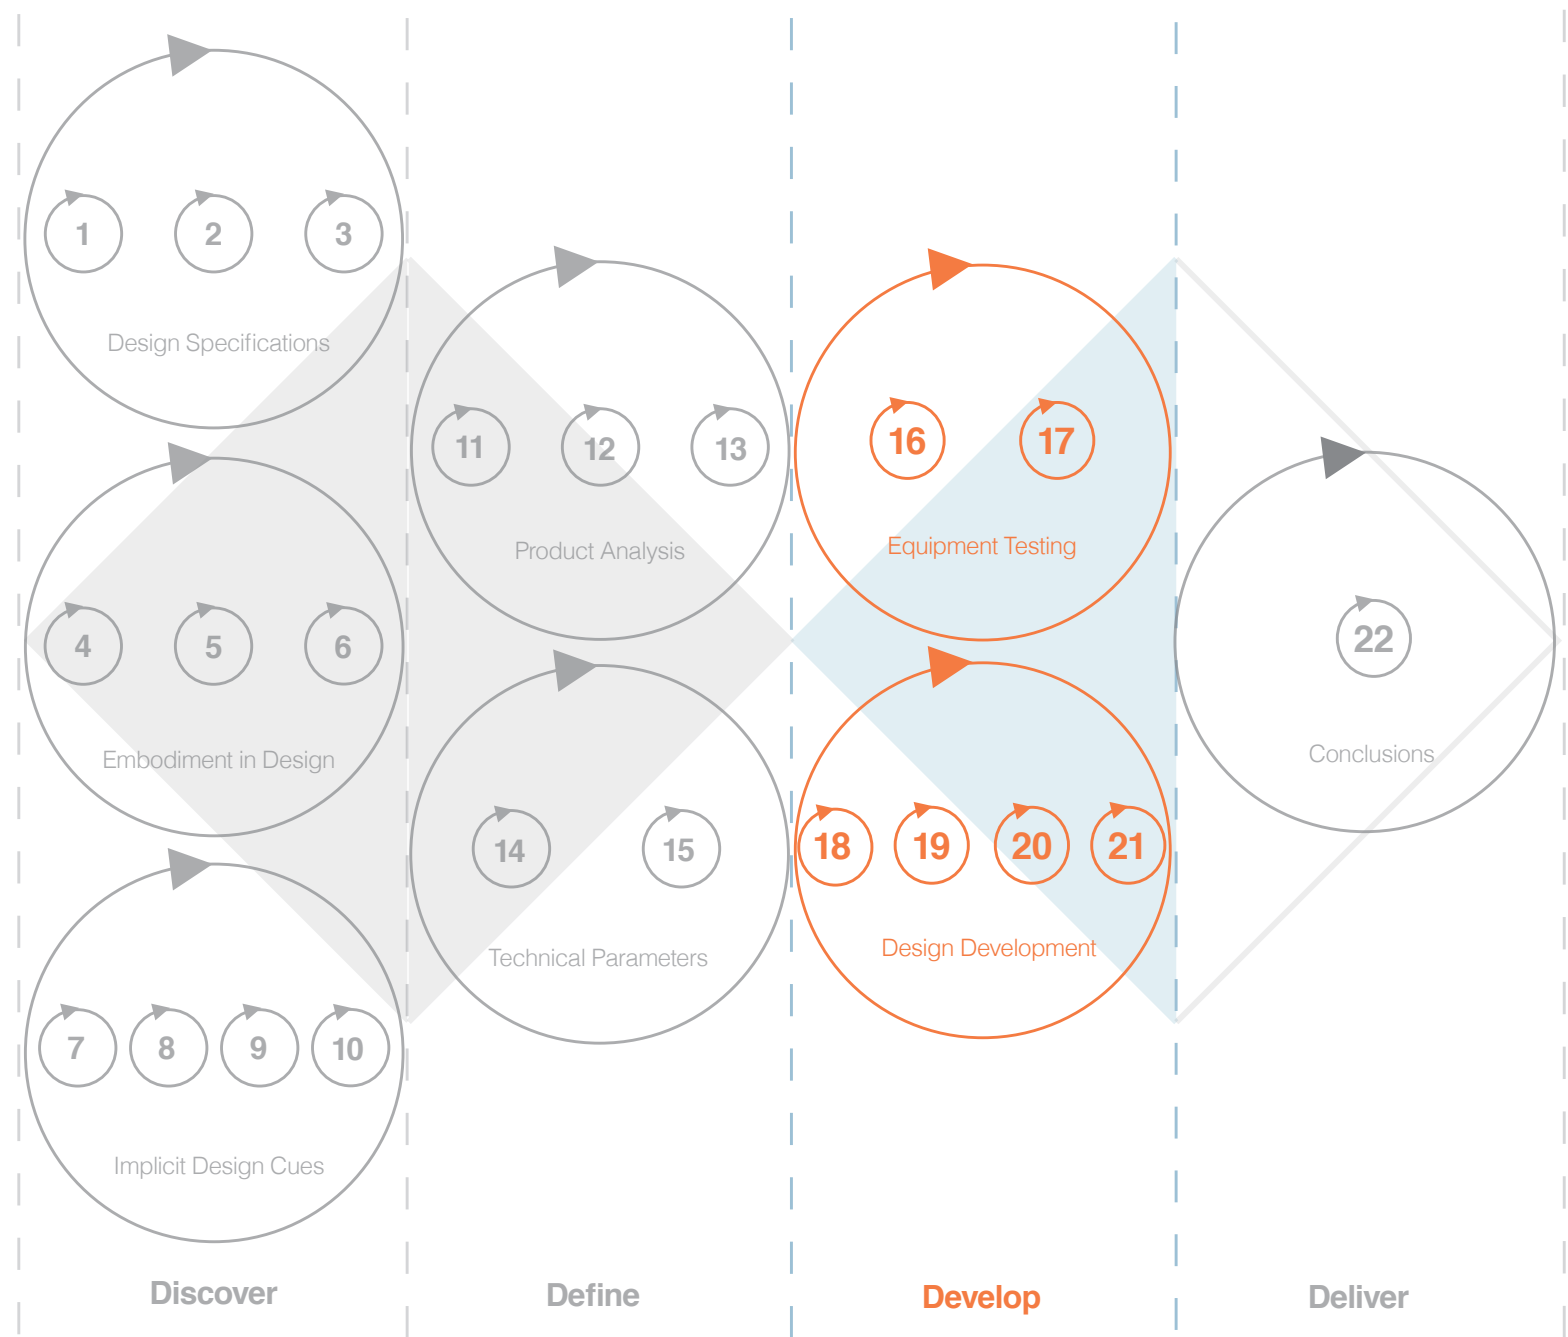 1 2 3
Design Specifications
4 5 6
Embodiment in Design
7 8 9 10
Implicit Design Cues
Discover
11 12 13
Product Analysis
14 15
Technical Parameters
Define
16 17
Equipment Testing
18 19 20 21
Design Development
Develop
22
Conclusions
Deliver